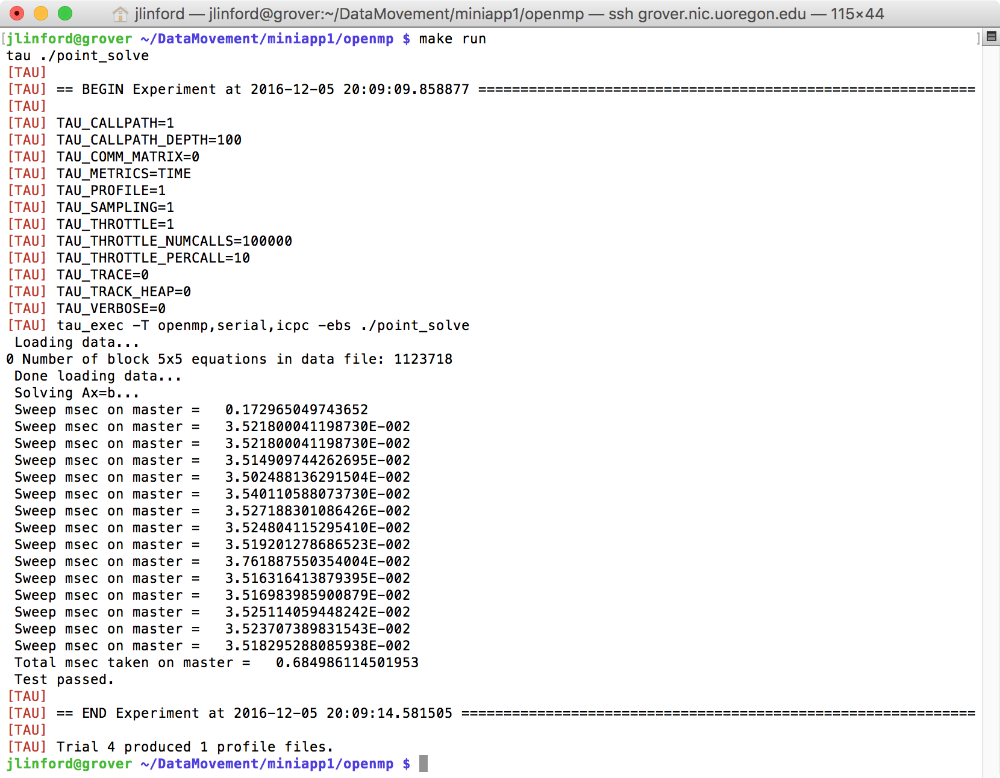 jlinford — jlinford@grover:~/DataMovement/miniapp1/openmp — ssh grover.nic.uoregon.edu — 115×44
[jlinford@grover ~/DataMovement/miniapp1/openmp $ make run ]
tau ./point_solve
[TAU]
[TAU] == BEGIN Experiment at 2016-12-05 20:09:09.858877 ===========================================================
[TAU]
[TAU] TAU_CALLPATH=1
[TAU] TAU_CALLPATH_DEPTH=100
[TAU] TAU_COMM_MATRIX=0
[TAU] TAU_METRICS=TIME
[TAU] TAU_PROFILE=1
[TAU] TAU_SAMPLING=1
[TAU] TAU_THROTTLE=1
[TAU] TAU_THROTTLE_NUMCALLS=100000
[TAU] TAU_THROTTLE_PERCALL=10
[TAU] TAU_TRACE=0
[TAU] TAU_TRACK_HEAP=0
[TAU] TAU_VERBOSE=0
[TAU] tau_exec -T openmp,serial,icpc -ebs ./point_solve
Loading data...
0 Number of block 5x5 equations in data file: 1123718
Done loading data...
Solving Ax=b...
Sweep msec on master =   0.172965049743652
Sweep msec on master =   3.521800041198730E-002
Sweep msec on master =   3.521800041198730E-002
Sweep msec on master =   3.514909744262695E-002
Sweep msec on master =   3.502488136291504E-002
Sweep msec on master =   3.540110588073730E-002
Sweep msec on master =   3.527188301086426E-002
Sweep msec on master =   3.524804115295410E-002
Sweep msec on master =   3.519201278686523E-002
Sweep msec on master =   3.761887550354004E-002
Sweep msec on master =   3.516316413879395E-002
Sweep msec on master =   3.516983985900879E-002
Sweep msec on master =   3.525114059448242E-002
Sweep msec on master =   3.523707389831543E-002
Sweep msec on master =   3.518295288085938E-002
Total msec taken on master =   0.684986114501953
Test passed.
[TAU]
[TAU] == END Experiment at 2016-12-05 20:09:14.581505 =============================================================
[TAU]
[TAU] Trial 4 produced 1 profile files.
jlinford@grover ~/DataMovement/miniapp1/openmp $